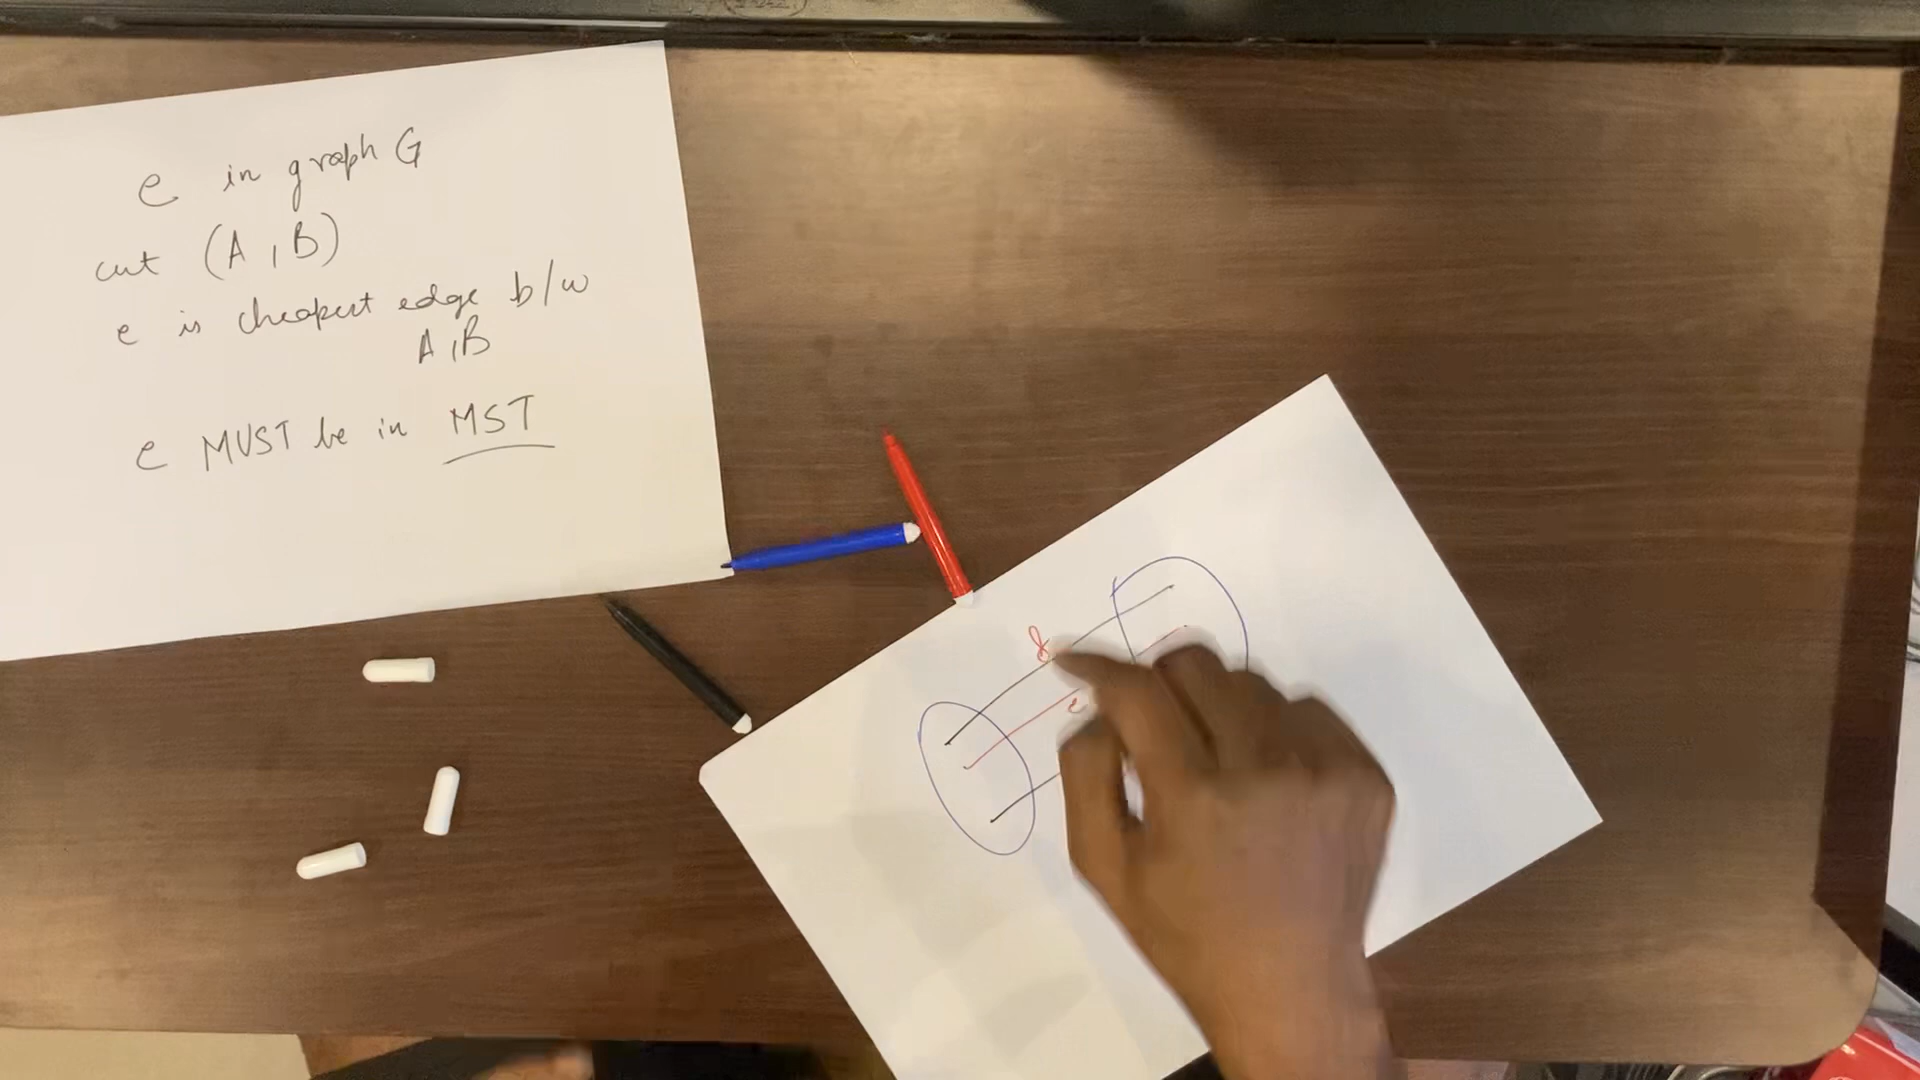 e in graph G
cut (A, B)
e is cheapest edge b/w
A, B
e MUST be in MST
e